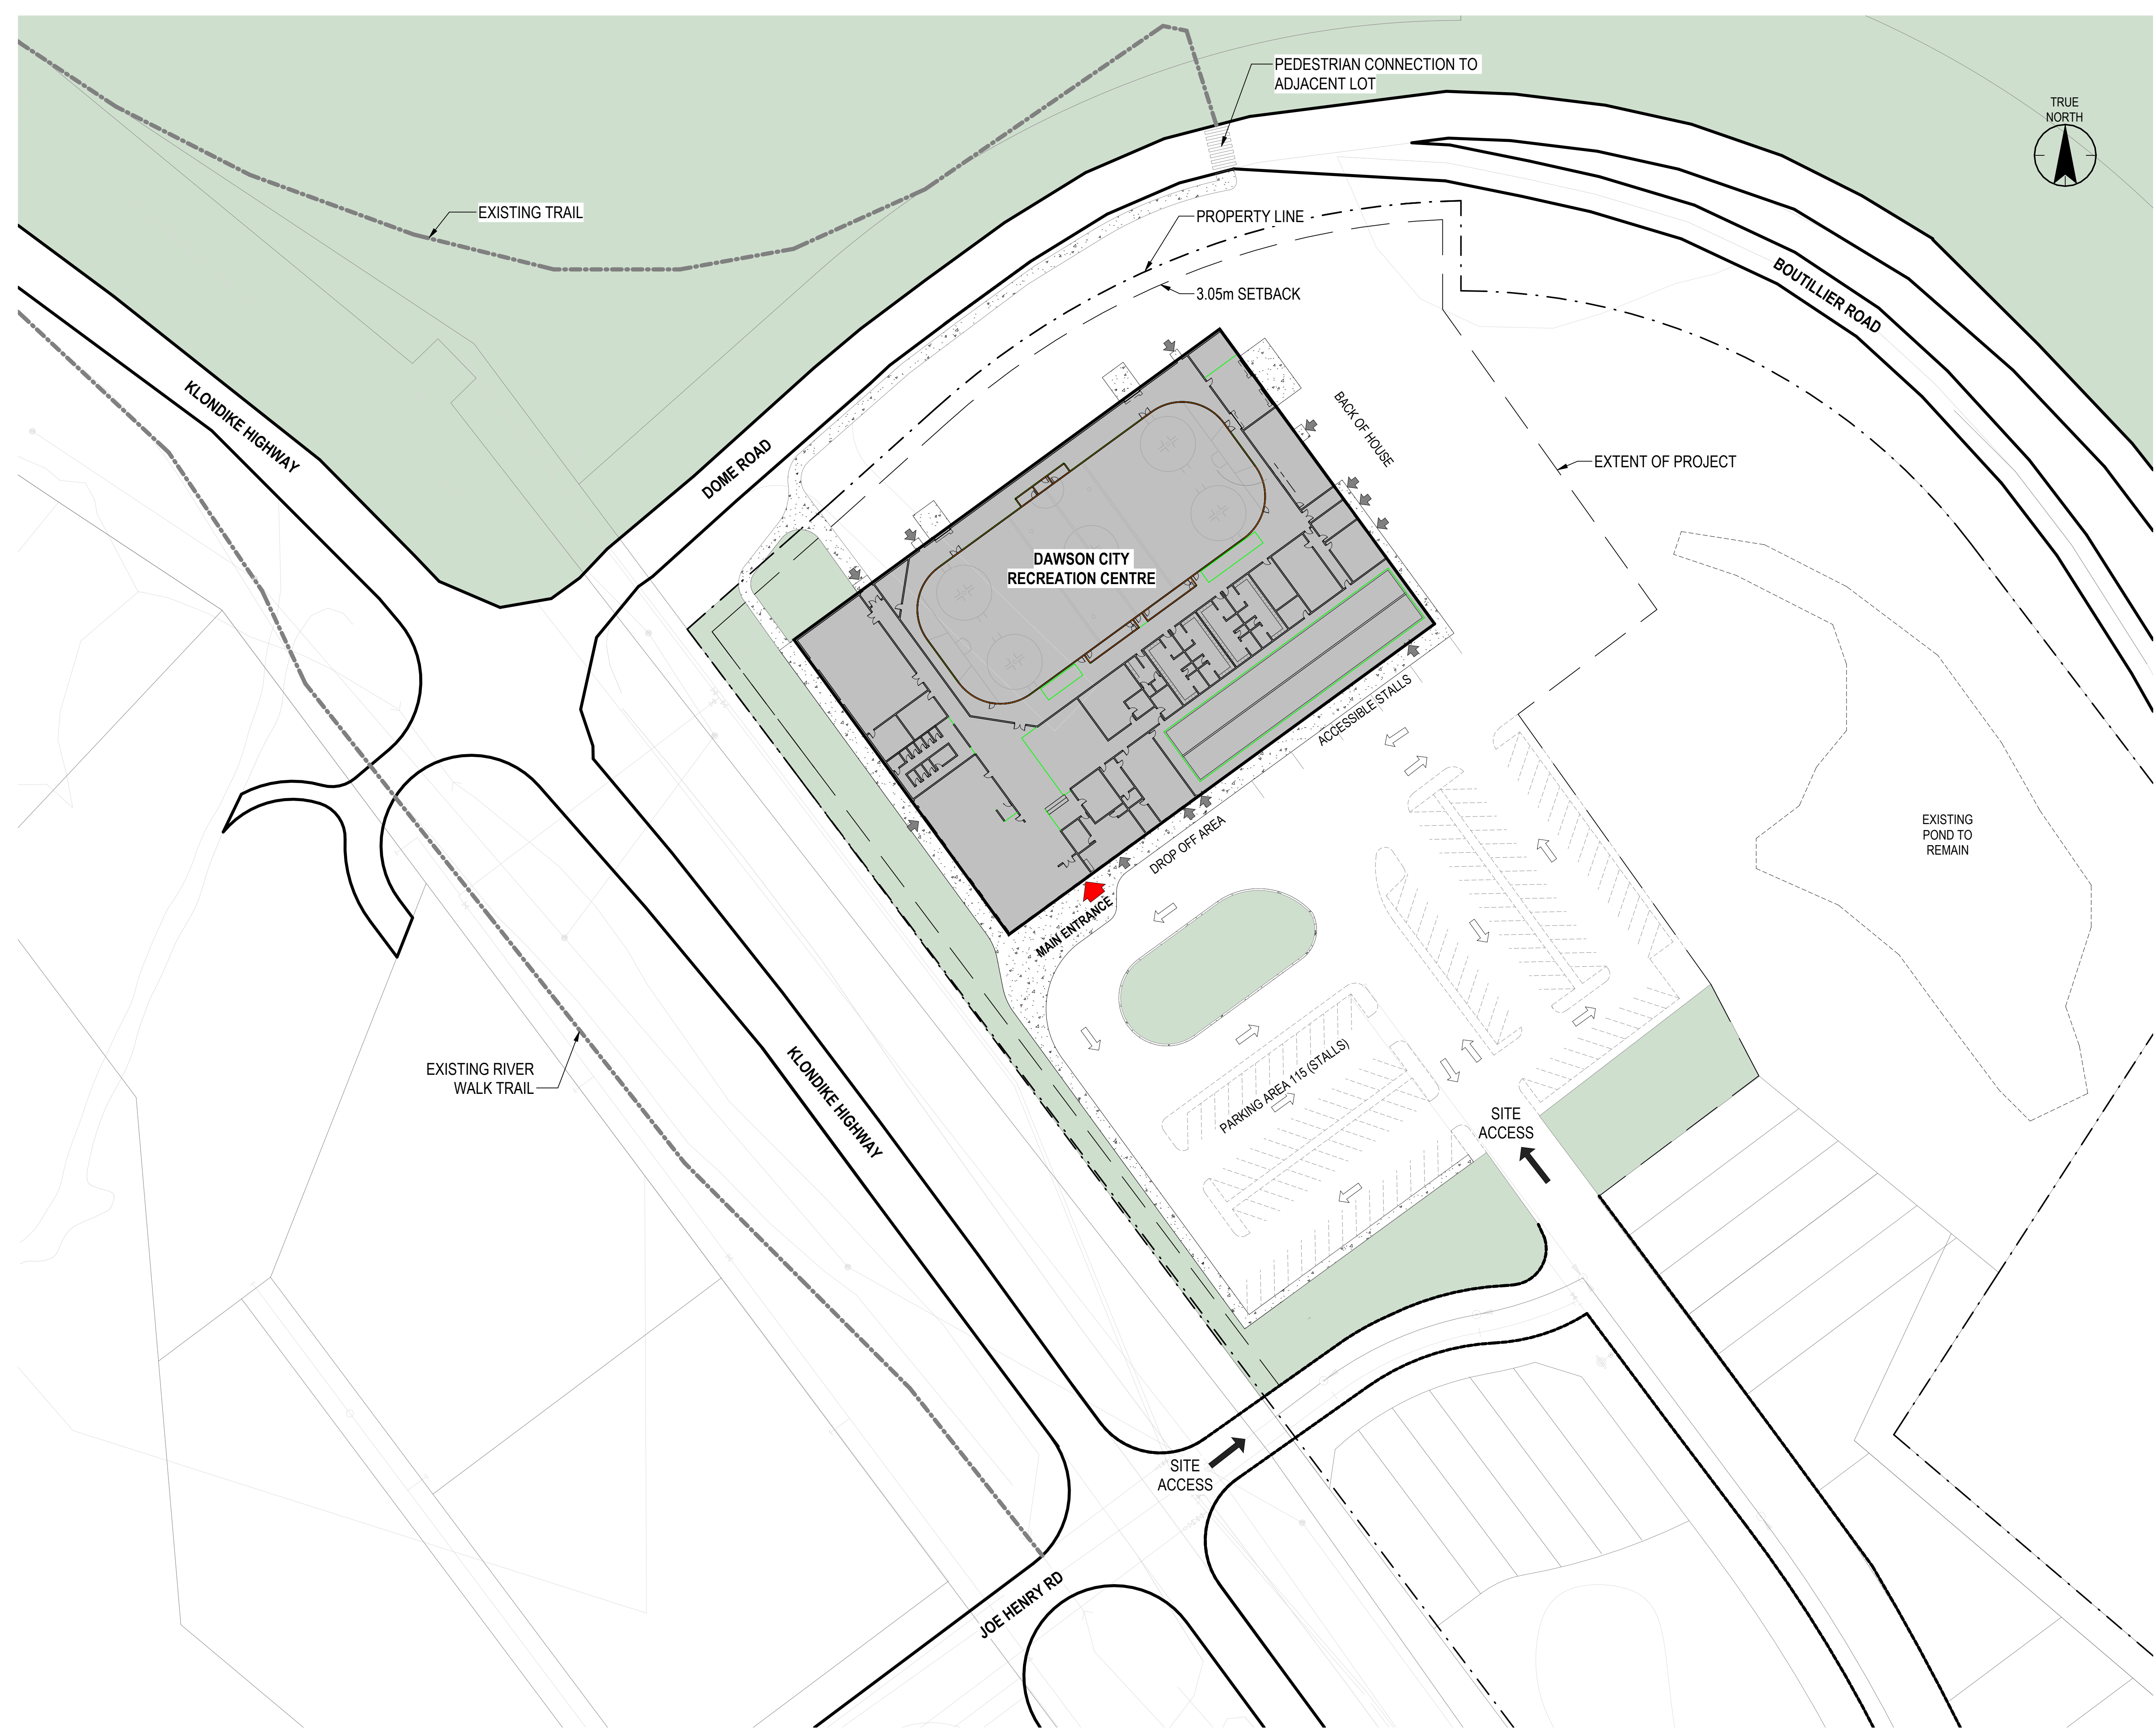 PEDESTRIAN CONNECTION TO
ADJACENT LOT
TRUE
NORTH
EXISTING TRAIL
PROPERTY LINE
3.05m SETBACK
BOUTILLIER ROAD
KLONDIKE HIGHWAY
DOME ROAD
BACK OF HOUSE
EXTENT OF PROJECT
DAWSON CITY
RECREATION CENTRE
ACCESSIBLE STALLS
DROP OFF AREA
EXISTING
POND TO
REMAIN
MAIN ENTRANCE
EXISTING RIVER
WALK TRAIL
KLONDIKE HIGHWAY
PARKING AREA 115 (STALLS)
SITE
ACCESS
SITE
ACCESS
JOE HENRY RD